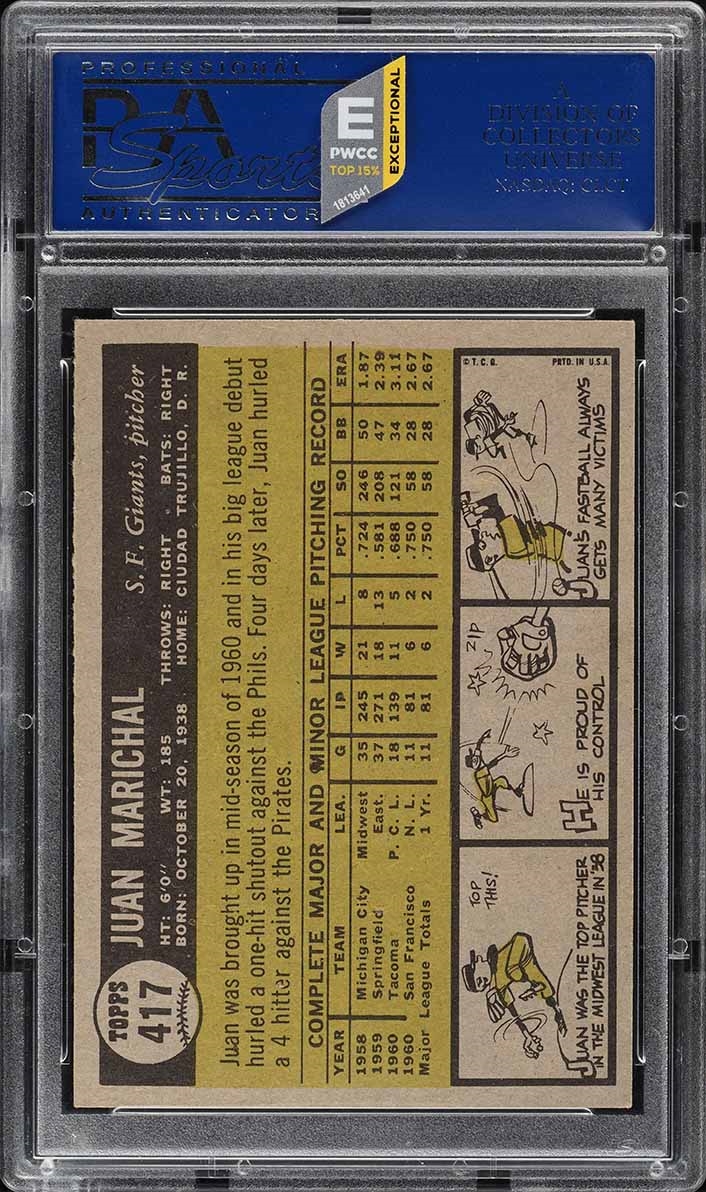 PROFESSIONAL
PSA
Sports
AUTHENTICATOR
E
PWCC
TOP 15%
EXCEPTIONAL
1813641
A
DIVISION OF
COLLECTORS
UNIVERSE
NASDAQ: CLCT
TOPPS
417
JUAN MARICHAL
S. F. Giants, pitcher
HT: 6'0" WT: 185 THROWS: RIGHT • BATS: RIGHT
BORN: OCTOBER 20, 1938 HOME: CIUDAD TRUJILLO, D. R.
Juan was brought up in mid-season of 1960 and in his big league debut
hurled a one-hit shutout against the Phils. Four days later, Juan hurled
a 4 hitter against the Pirates.
COMPLETE MAJOR AND MINOR LEAGUE PITCHING RECORD
YEAR TEAM LEA. G IP W L PCT SO BB ERA
1958 Michigan City Midwest 35 245 21 8 .724 246 50 1.87
1959 Springfield East. 37 271 18 13 .581 208 47 2.39
1960 Tacoma P. C. L. 18 139 11 5 .688 121 34 3.11
1960 San Francisco N. L. 11 81 6 2 .750 58 28 2.67
Major League Totals 1 Yr. 11 81 6 2 .750 58 28 2.67
TOP
THIS!
JUAN WAS THE TOP PITCHER
IN THE MIDWEST LEAGUE IN '58
ZIP
HE IS PROUD OF
HIS CONTROL
© T. C. G. PRTD. IN U.S.A.
JUAN'S FASTBALL ALWAYS
GETS MANY VICTIMS